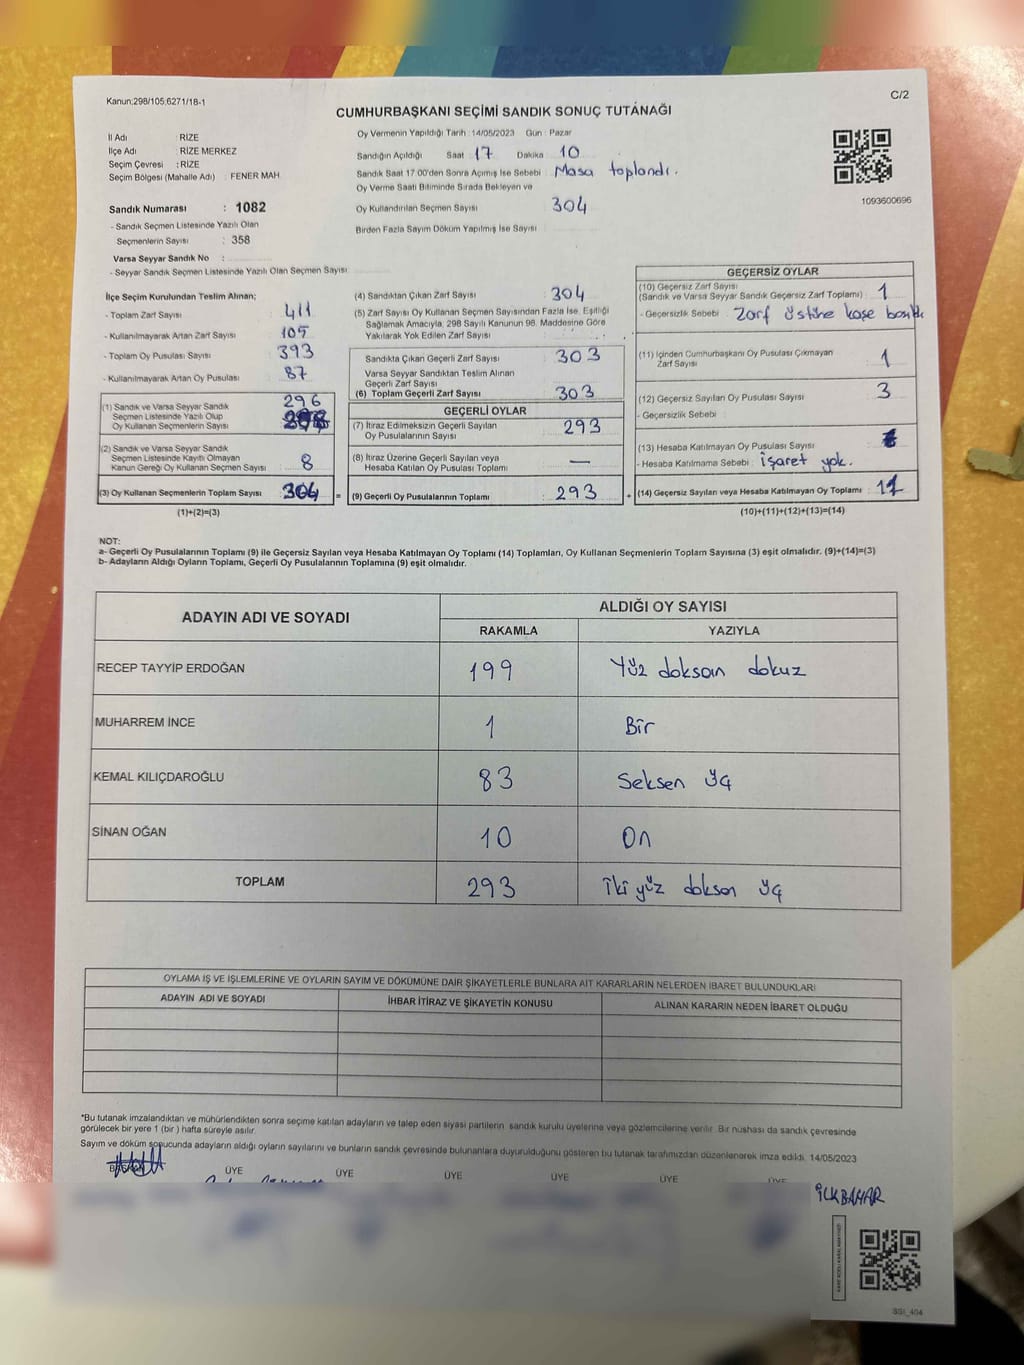 Kanun:298/105;6271/18-1
C/2
CUMHURBAŞKANI SEÇİMİ SANDIK SONUÇ TUTANAĞI
İl Adı : RİZE
İlçe Adı : RİZE MERKEZ
Seçim Çevresi : RİZE
Seçim Bölgesi (Mahalle Adı) : FENER MAH
Sandık Numarası : 1082
- Sandık Seçmen Listesinde Yazılı Olan
Seçmenlerin Sayısı : 358
Varsa Seyyar Sandık No :
- Seyyar Sandık Seçmen Listesinde Yazılı Olan Seçmen Sayısı
Oy Vermenin Yapıldığı Tarih : 14/05/2023 Gün : Pazar
Sandığın Açıldığı Saat 17 Dakika 10
Sandık Saat 17.00'den Sonra Açımış İse Sebebi Masa toplandı.
Oy Verme Saati Bitiminde Sırada Bekleyen ve
Oy Kullandırılan Seçmen Sayısı 304
Birden Fazla Sayım Döküm Yapılmış İse Sayısı
1093600696
İlçe Seçim Kurulundan Teslim Alınan;
- Toplam Zarf Sayısı : 411
- Kullanılmayarak Artan Zarf Sayısı : 105
- Toplam Oy Pusulası Sayısı : 393
- Kullanılmayarak Artan Oy Pusulası : 87
(1) Sandık ve Varsa Seyyar Sandık
Seçmen Listesinde Yazılı Olup
Oy Kullanan Seçmenlerin Sayısı : 296
(2) Sandık ve Varsa Seyyar Sandık
Seçmen Listesinde Kayıtlı Olmayan
Kanun Gereği Oy Kullanan Seçmen Sayısı : 8
(3) Oy Kullanan Seçmenlerin Toplam Sayısı : 304 =
(1)+(2)=(3)
(4) Sandıktan Çıkan Zarf Sayısı : 304
(5) Zarf Sayısı Oy Kullanan Seçmen Sayısından Fazla İse, Eşitliği
Sağlamak Amacıyla, 298 Sayılı Kanunun 98. Maddesine Göre
Yakılarak Yok Edilen Zarf Sayısı
Sandıkta Çıkan Geçerli Zarf Sayısı : 303
Varsa Seyyar Sandıktan Teslim Alınan
Geçerli Zarf Sayısı
(6) Toplam Geçerli Zarf Sayısı : 303
GEÇERLİ OYLAR
(7) İtiraz Edilmeksizin Geçerli Sayılan
Oy Pusulalarının Sayısı : 293
(8) İtiraz Üzerine Geçerli Sayılan veya
Hesaba Katılan Oy Pusulası Toplamı : —
(9) Geçerli Oy Pusulalarının Toplamı : 293 +
GEÇERSİZ OYLAR
(10) Geçersiz Zarf Sayısı
(Sandık ve Varsa Seyyar Sandık Geçersiz Zarf Toplamı) : 1
- Geçersizlik Sebebi : Zarf üstüne kaşe
(11) İçinden Cumhurbaşkanı Oy Pusulası Çıkmayan
Zarf Sayısı : 1
(12) Geçersiz Sayılan Oy Pusulası Sayısı : 3
- Geçersizlik Sebebi :
(13) Hesaba Katılmayan Oy Pusulası Sayısı :
- Hesaba Katılmama Sebebi : işaret yok.
(14) Geçersiz Sayılan veya Hesaba Katılmayan Oy Toplamı : 11
(10)+(11)+(12)+(13)=(14)
NOT:
a- Geçerli Oy Pusulalarının Toplamı (9) ile Geçersiz Sayılan veya Hesaba Katılmayan Oy Toplamı (14) Toplamları, Oy Kullanan Seçmenlerin Toplam Sayısına (3) eşit olmalıdır. (9)+(14)=(3)
b- Adayların Aldığı Oyların Toplamı, Geçerli Oy Pusulalarının Toplamına (9) eşit olmalıdır.
ADAYIN ADI VE SOYADI
ALDIĞI OY SAYISI
RAKAMLA YAZIYLA
RECEP TAYYİP ERDOĞAN 199 Yüz doksan dokuz
MUHARREM İNCE 1 Bir
KEMAL KILIÇDAROĞLU 83 Seksen üç
SİNAN OĞAN 10 On
TOPLAM 293 iki yüz doksan üç
OYLAMA İŞ VE İŞLEMLERİNE VE OYLARIN SAYIM VE DÖKÜMÜNE DAİR ŞİKAYETLERLE BUNLARA AİT KARARLARIN NELERDEN İBARET BULUNDUKLARI
ADAYIN ADI VE SOYADI İHBAR İTİRAZ VE ŞİKAYETİN KONUSU ALINAN KARARIN NEDEN İBARET OLDUĞU
*Bu tutanak imzalandıktan ve mühürlendikten sonra seçime katılan adayların ve talep eden siyasi partilerin sandık kurulu üyelerine veya gözlemcilerine verilir. Bir nüshası da sandık çevresinde
görülecek bir yere 1 (bir) hafta süreyle asılır.
Sayım ve döküm sonucunda adayların aldığı oyların sayılarını ve bunların sandık çevresinde bulunanlara duyurulduğunu gösteren bu tutanak tarafımızdan düzenlenerek imza edildi. 14/05/2023
BAŞKAN ÜYE ÜYE ÜYE ÜYE ÜYE ÜYE
İLKBAHAR
SSI_404